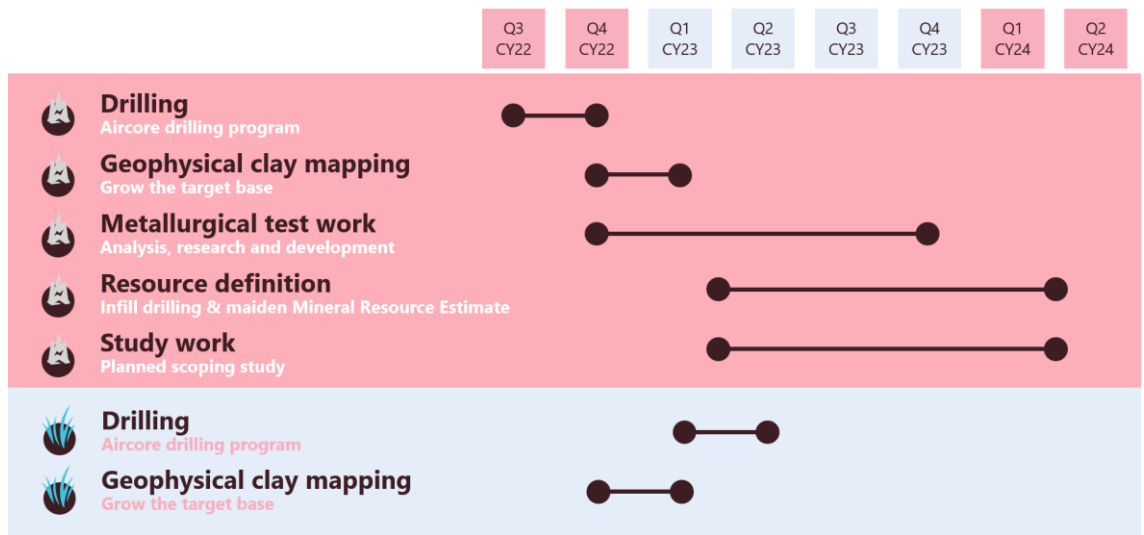 Q3 Q4 Q1 Q2 Q3 Q4 Q1 Q2
CY22 CY22 CY23 CY23 CY23 CY23 CY24 CY24
Drilling
Aircore drilling program
Geophysical clay mapping
Grow the target base
Metallurgical test work
Analysis, research and development
Resource definition
Infill drilling & maiden Mineral Resource Estimate
Study work
Planned scoping study
Drilling
Aircore drilling program
Geophysical clay mapping
Grow the target base